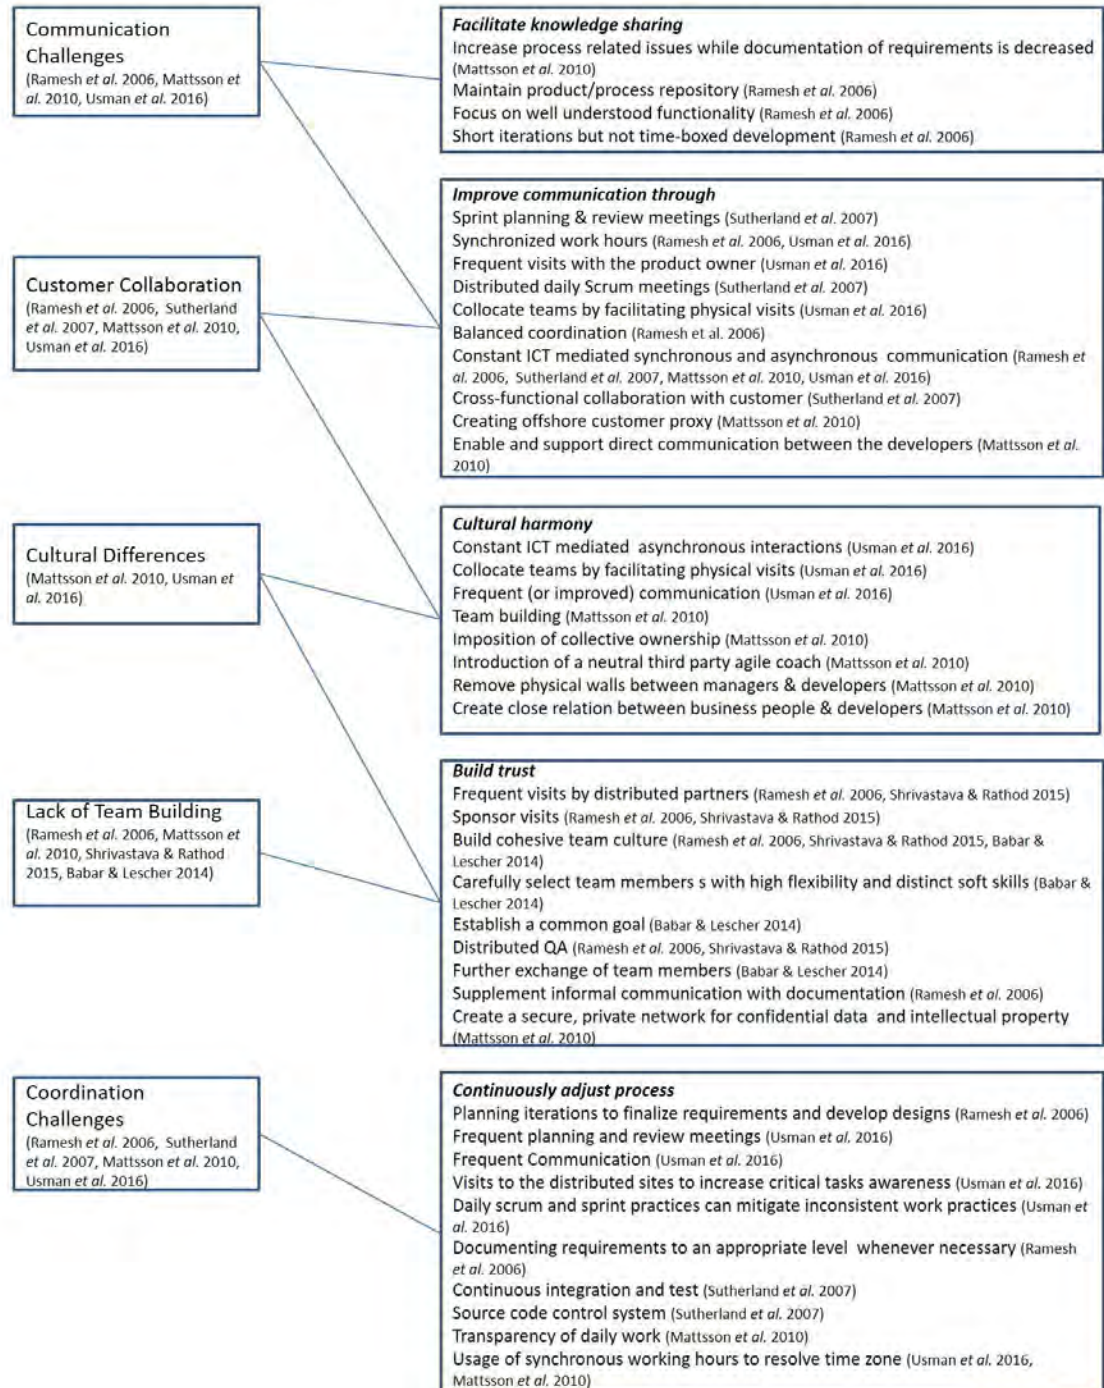 Communication
Challenges
(Ramesh et al. 2006, Mattsson et
al. 2010, Usman et al. 2016)
Facilitate knowledge sharing
Increase process related issues while documentation of requirements is decreased
(Mattsson et al. 2010)
Maintain product/process repository (Ramesh et al. 2006)
Focus on well understood functionality (Ramesh et al. 2006)
Short iterations but not time-boxed development (Ramesh et al. 2006)
Improve communication through
Sprint planning & review meetings (Sutherland et al. 2007)
Synchronized work hours (Ramesh et al. 2006, Usman et al. 2016)
Frequent visits with the product owner (Usman et al. 2016)
Distributed daily Scrum meetings (Sutherland et al. 2007)
Collocate teams by facilitating physical visits (Usman et al. 2016)
Balanced coordination (Ramesh et al. 2006)
Constant ICT mediated synchronous and asynchronous communication (Ramesh et
al. 2006, Sutherland et al. 2007, Mattsson et al. 2010, Usman et al. 2016)
Cross-functional collaboration with customer (Sutherland et al. 2007)
Creating offshore customer proxy (Mattsson et al. 2010)
Enable and support direct communication between the developers (Mattsson et al.
2010)
Customer Collaboration
(Ramesh et al. 2006, Sutherland
et al. 2007, Mattsson et al. 2010,
Usman et al. 2016)
Cultural Differences
(Mattsson et al. 2010, Usman et
al. 2016)
Cultural harmony
Constant ICT mediated asynchronous interactions (Usman et al. 2016)
Collocate teams by facilitating physical visits (Usman et al. 2016)
Frequent (or improved) communication (Usman et al. 2016)
Team building (Mattsson et al. 2010)
Imposition of collective ownership (Mattsson et al. 2010)
Introduction of a neutral third party agile coach (Mattsson et al. 2010)
Remove physical walls between managers & developers (Mattsson et al. 2010)
Create close relation between business people & developers (Mattsson et al. 2010)
Lack of Team Building
(Ramesh et al. 2006, Mattsson et
al. 2010, Shrivastava & Rathod
2015, Babar & Lescher 2014)
Build trust
Frequent visits by distributed partners (Ramesh et al. 2006, Shrivastava & Rathod 2015)
Sponsor visits (Ramesh et al. 2006, Shrivastava & Rathod 2015)
Build cohesive team culture (Ramesh et al. 2006, Shrivastava & Rathod 2015, Babar &
Lescher 2014)
Carefully select team members s with high flexibility and distinct soft skills (Babar &
Lescher 2014)
Establish a common goal (Babar & Lescher 2014)
Distributed QA (Ramesh et al. 2006, Shrivastava & Rathod 2015)
Further exchange of team members (Babar & Lescher 2014)
Supplement informal communication with documentation (Ramesh et al. 2006)
Create a secure, private network for confidential data and intellectual property
(Mattsson et al. 2010)
Coordination
Challenges
(Ramesh et al. 2006, Sutherland
et al. 2007, Mattsson et al. 2010,
Usman et al. 2016)
Continuously adjust process
Planning iterations to finalize requirements and develop designs (Ramesh et al. 2006)
Frequent planning and review meetings (Usman et al. 2016)
Frequent Communication (Usman et al. 2016)
Visits to the distributed sites to increase critical tasks awareness (Usman et al. 2016)
Daily scrum and sprint practices can mitigate inconsistent work practices (Usman et
al. 2016)
Documenting requirements to an appropriate level whenever necessary (Ramesh
et al. 2006)
Continuous integration and test (Sutherland et al. 2007)
Source code control system (Sutherland et al. 2007)
Transparency of daily work (Mattsson et al. 2010)
Usage of synchronous working hours to resolve time zone (Usman et al. 2016,
Mattsson et al. 2010)